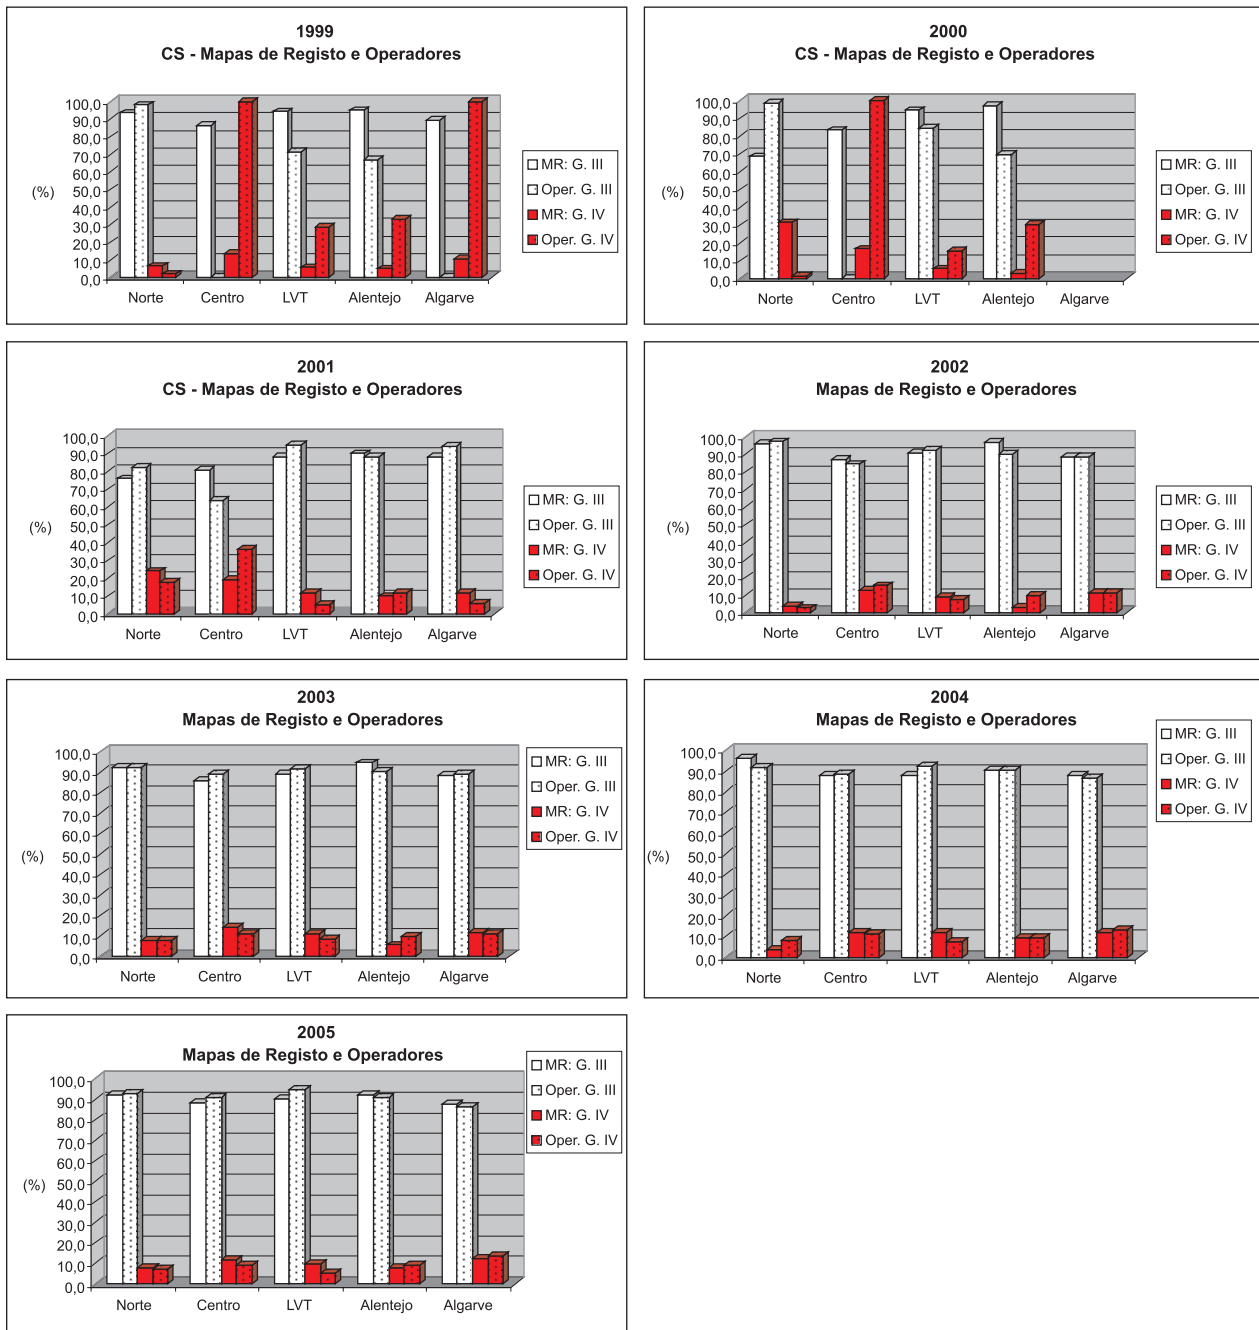 1999
CS - Mapas de Registo e Operadores
100,0
90,0
80,0
70,0
60,0
50,0
40,0
30,0
20,0
10,0
0,0
(%)
Norte Centro LVT Alentejo Algarve
MR: G. III
Oper. G. III
MR: G. IV
Oper. G. IV
2000
CS - Mapas de Registo e Operadores
100,0
90,0
80,0
70,0
60,0
50,0
40,0
30,0
20,0
10,0
0,0
(%)
Norte Centro LVT Alentejo Algarve
MR: G. III
Oper. G. III
MR: G. IV
Oper. G. IV
2001
CS - Mapas de Registo e Operadores
100,0
90,0
80,0
70,0
60,0
50,0
40,0
30,0
20,0
10,0
0,0
(%)
Norte Centro LVT Alentejo Algarve
MR: G. III
Oper. G. III
MR: G. IV
Oper. G. IV
2002
Mapas de Registo e Operadores
100,0
90,0
80,0
70,0
60,0
50,0
40,0
30,0
20,0
10,0
0,0
(%)
Norte Centro LVT Alentejo Algarve
MR: G. III
Oper. G. III
MR: G. IV
Oper. G. IV
2003
Mapas de Registo e Operadores
100,0
90,0
80,0
70,0
60,0
50,0
40,0
30,0
20,0
10,0
0,0
(%)
Norte Centro LVT Alentejo Algarve
MR: G. III
Oper. G. III
MR: G. IV
Oper. G. IV
2004
Mapas de Registo e Operadores
100,0
90,0
80,0
70,0
60,0
50,0
40,0
30,0
20,0
10,0
0,0
(%)
Norte Centro LVT Alentejo Algarve
MR: G. III
Oper. G. III
MR: G. IV
Oper. G. IV
2005
Mapas de Registo e Operadores
100,0
90,0
80,0
70,0
60,0
50,0
40,0
30,0
20,0
10,0
0,0
(%)
Norte Centro LVT Alentejo Algarve
MR: G. III
Oper. G. III
MR: G. IV
Oper. G. IV